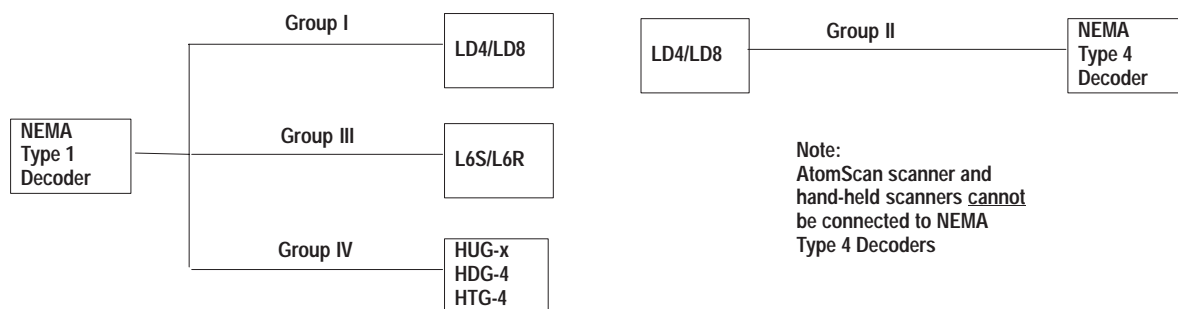 Group I
LD4/LD8
NEMA
Type 1
Decoder
Group III
L6S/L6R
Group IV
HUG-x
HDG-4
HTG-4
LD4/LD8
Group II
NEMA
Type 4
Decoder
Note:
AtomScan scanner and
hand-held scanners cannot
be connected to NEMA
Type 4 Decoders